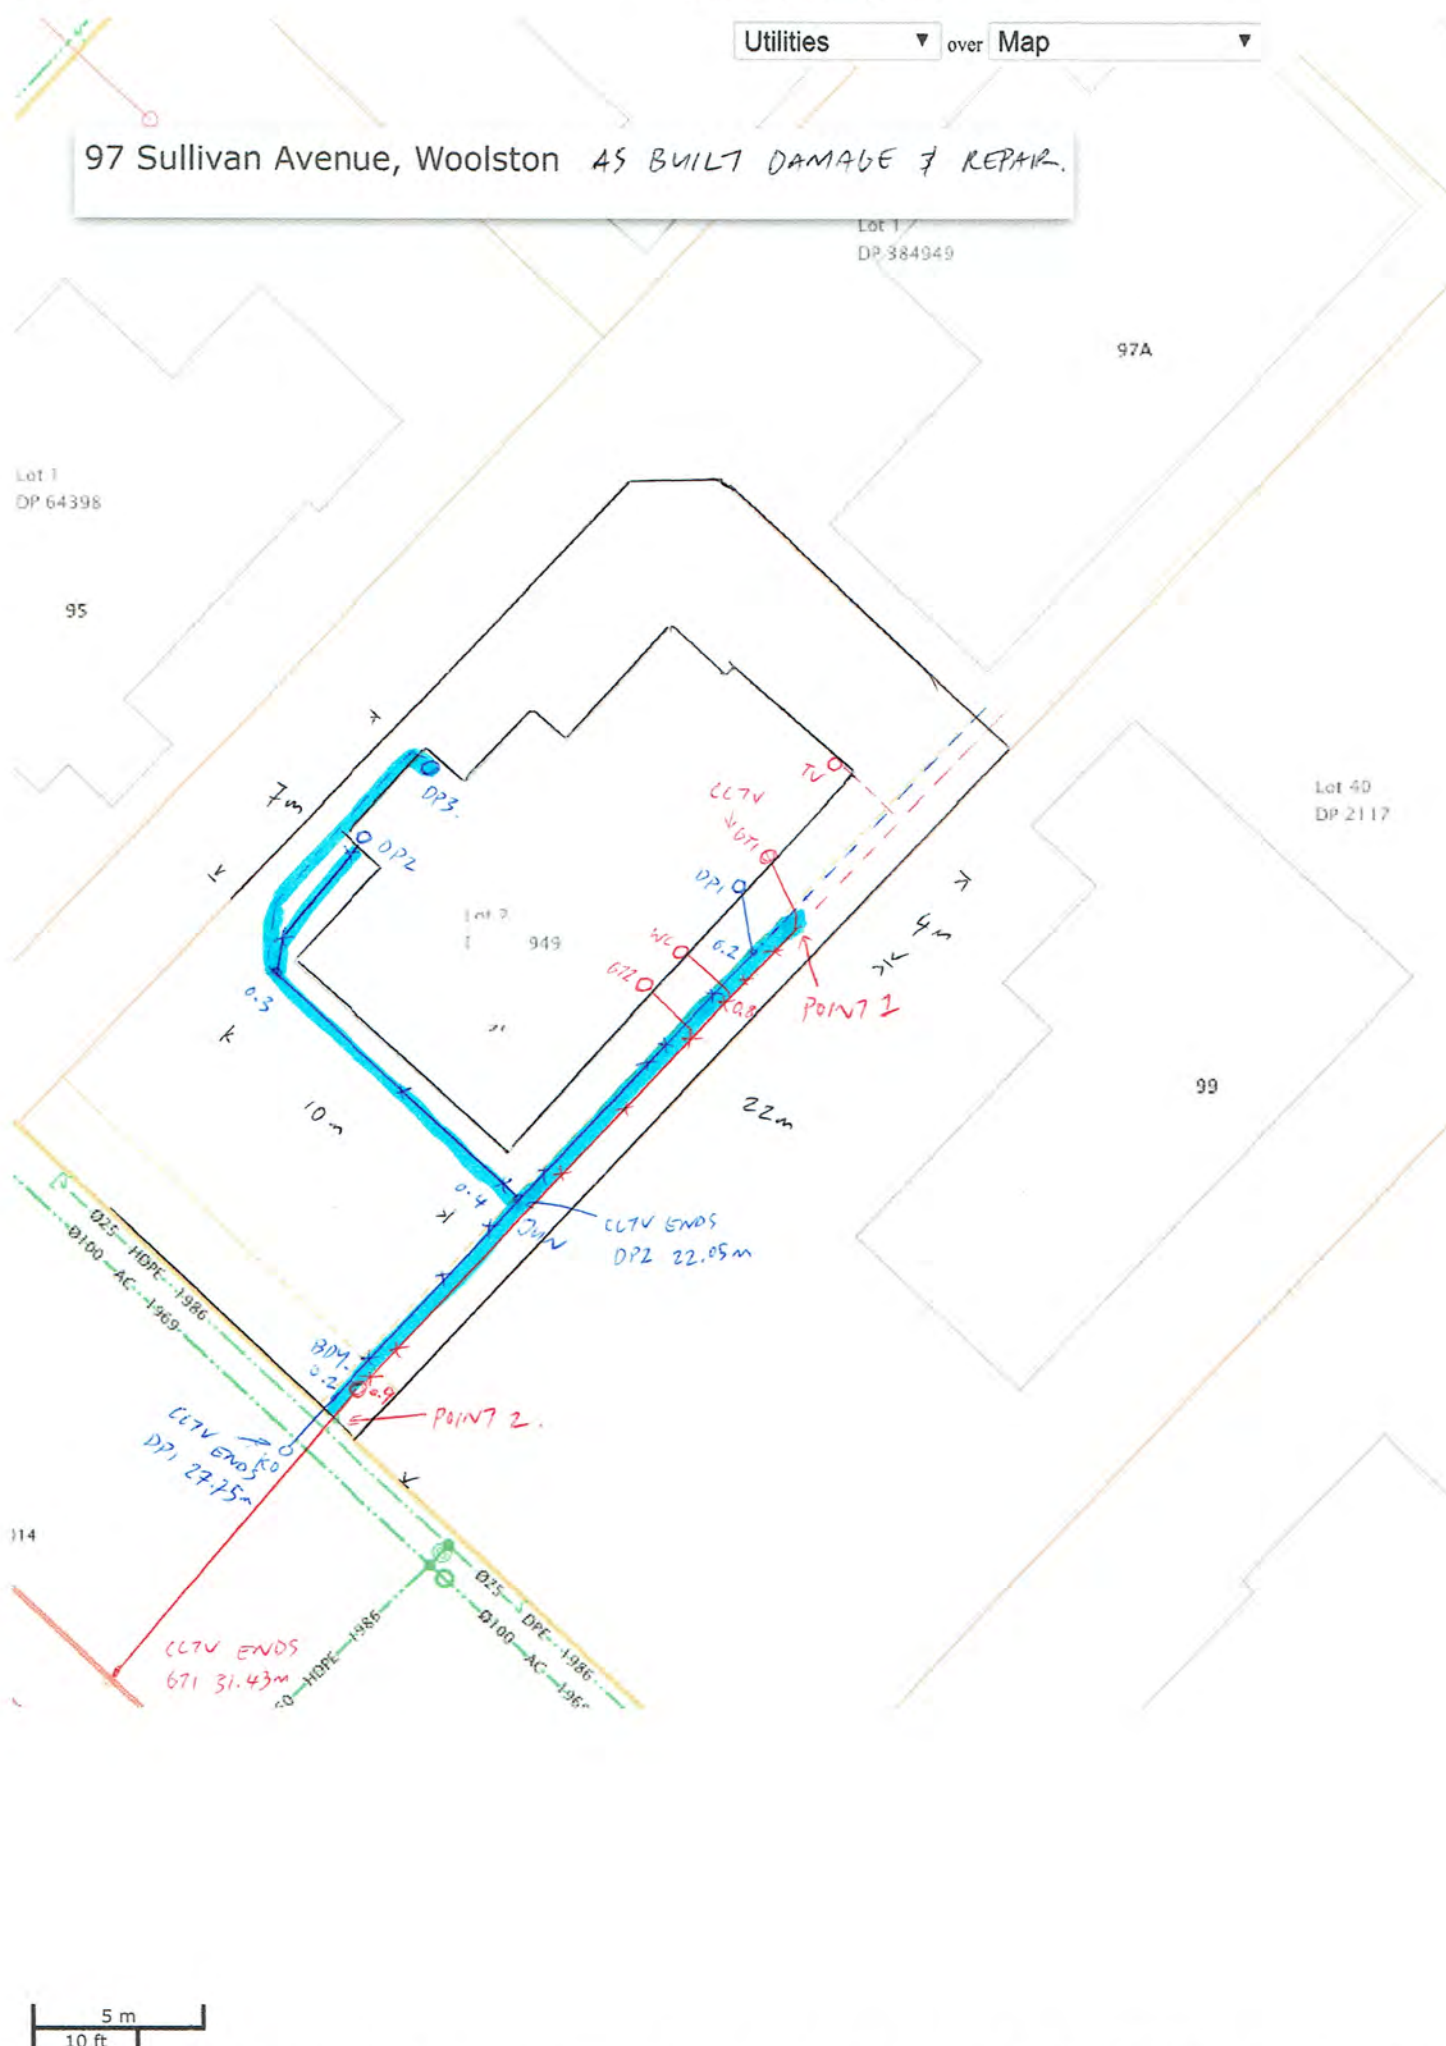 Utilities ▼ over Map ▼
97 Sullivan Avenue, Woolston AS BUILT DAMAGE & REPAIR.
Lot 1
DP 384949
97A
Lot 1
DP 64398
95
Lot 40
DP 2117
99
7m
DP3.
DP2
TV
CCTV
GT1
DP1
WC
GT2
0.2
0.8
4m
POINT 1
949
0.3
10m
22m
0.4
JUN
CCTV ENDS
DP2 22.05m
Ø25 HDPE 1986
Ø100 AC 1969
BDY.
0.2
0.9
POINT 2.
CCTV ENDS
DP1 27.75m
KO
014
CCTV ENDS
GT1 31.43m
HDPE 1986
Ø25 DPE 1986
Ø100 AC 196
5 m
10 ft